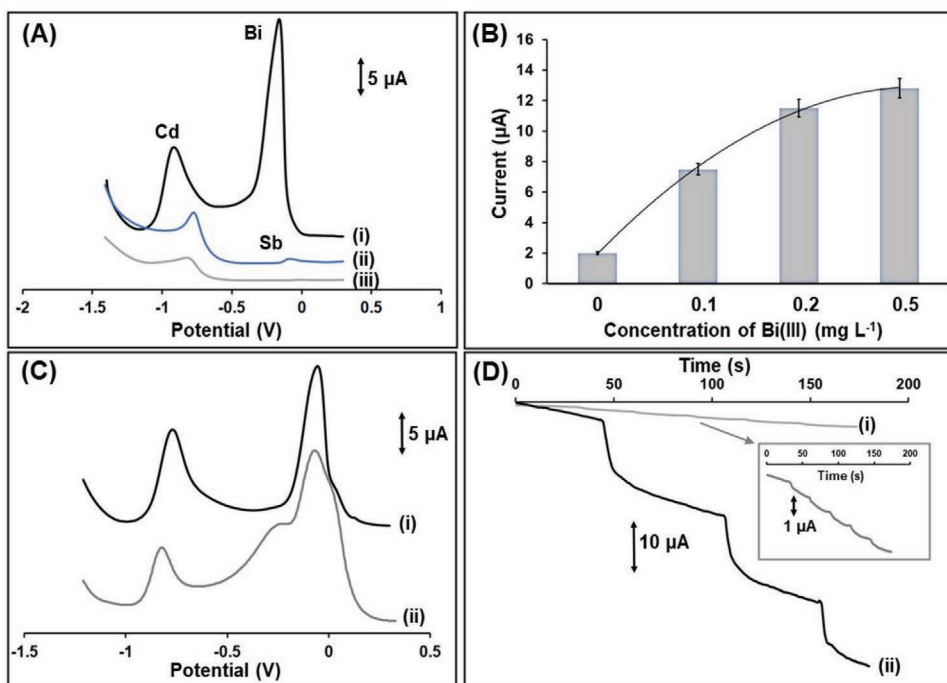 (A)
Bi
5 µA
Cd
Sb
(i)
(ii)
(iii)
-2 -1.5 -1 -0.5 0 0.5 1
Potential (V)
(B)
Current (µA)
16
14
12
10
8
6
4
2
0
0 0.1 0.2 0.5
Concentration of Bi(III) (mg L-1)
(C)
5 µA
(i)
(ii)
-1.5 -1 -0.5 0 0.5
Potential (V)
(D)
Time (s)
0 50 100 150 200
(i)
0 50 100 150 200
Time (s)
1 µA
10 µA
(ii)